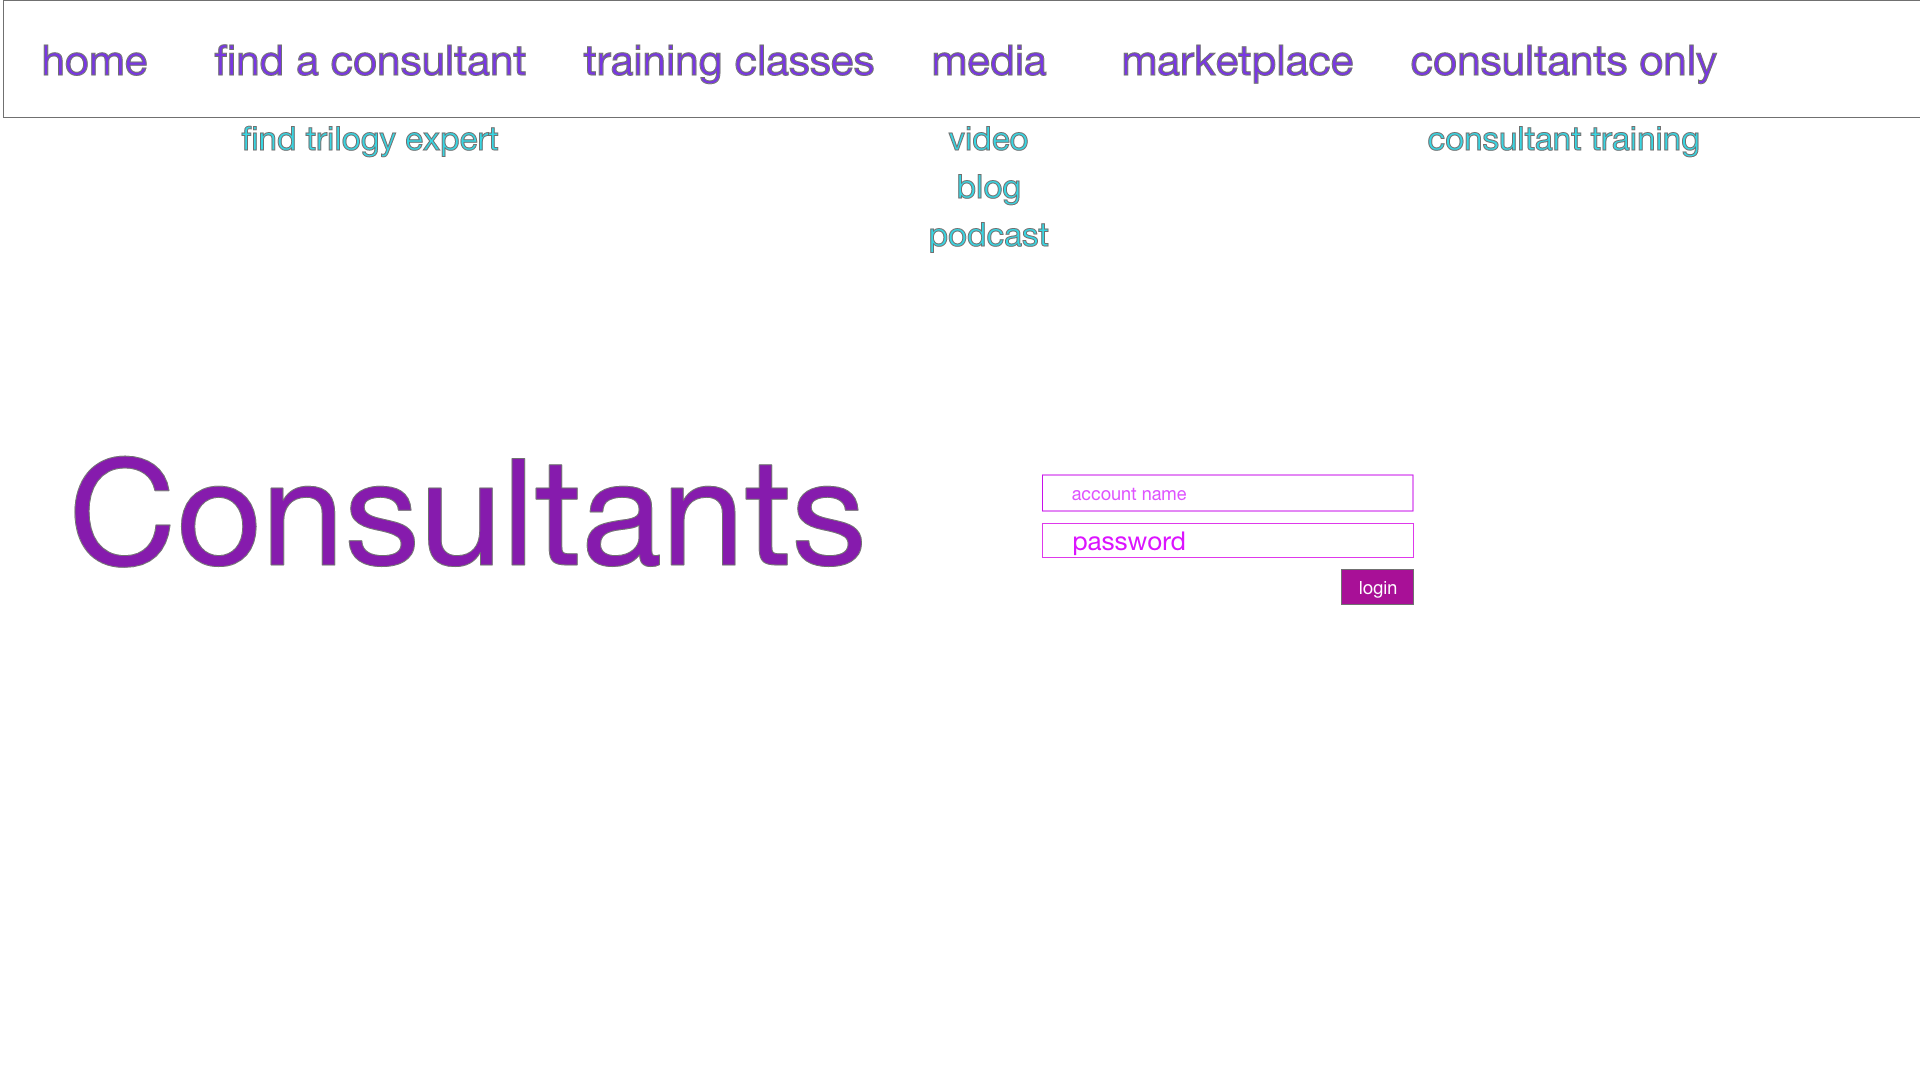 home find a consultant training classes media marketplace consultants only
find trilogy expert video consultant training
blog
podcast
Consultants
account name
password
login